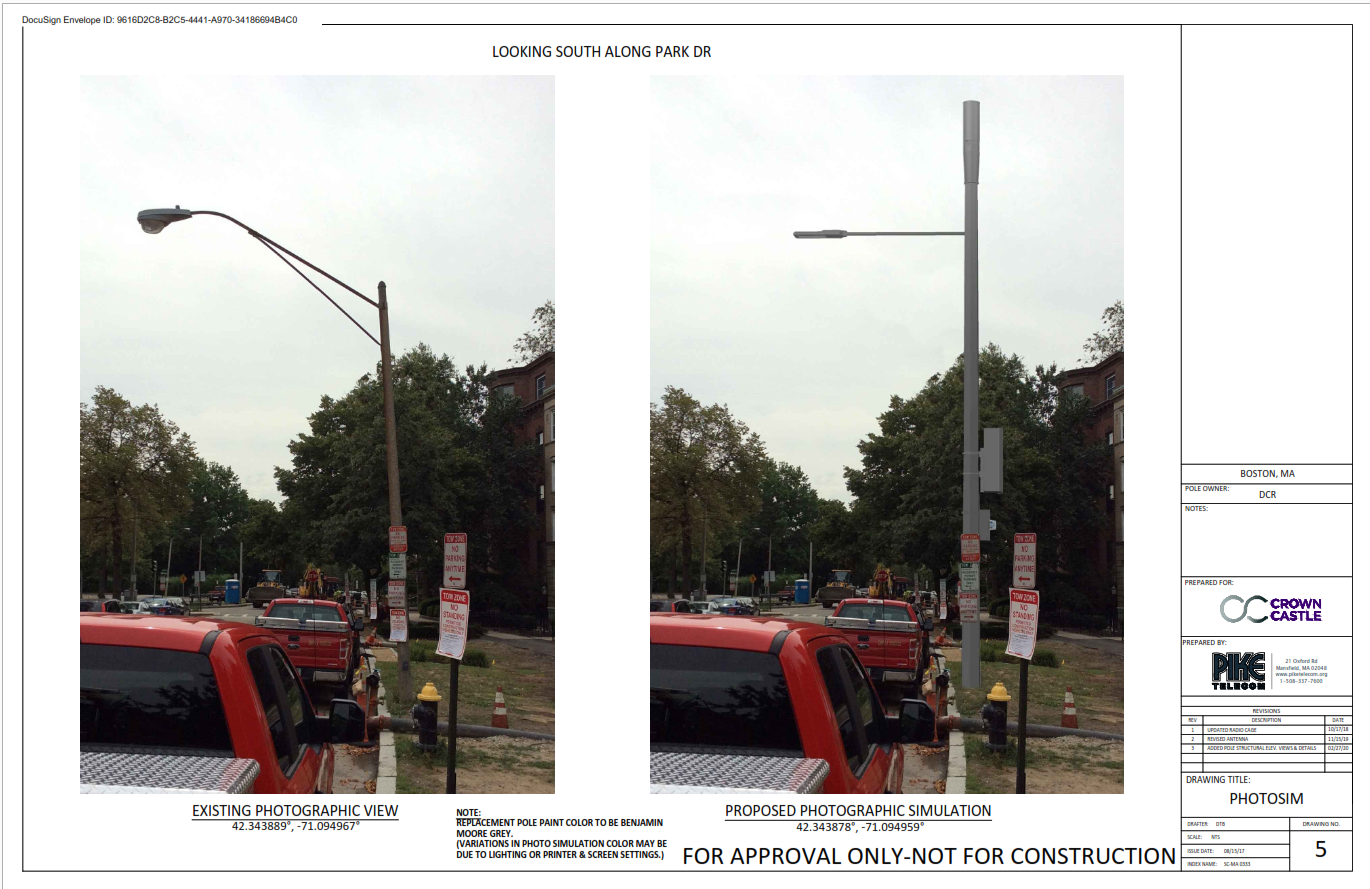 DocuSign Envelope ID: 9616D2C8-B2C5-4441-A970-34186694B4C0
LOOKING SOUTH ALONG PARK DR
TOW ZONE
NO
PARKING
ANYTIME
TOW ZONE
NO
STANDING
TOW ZONE
NO
PARKING
ANYTIME
TOW ZONE
NO
STANDING
EXISTING PHOTOGRAPHIC VIEW
42.343889°, -71.094967°
NOTE:
REPLACEMENT POLE PAINT COLOR TO BE BENJAMIN
MOORE GREY.
(VARIATIONS IN PHOTO SIMULATION COLOR MAY BE
DUE TO LIGHTING OR PRINTER & SCREEN SETTINGS.)
PROPOSED PHOTOGRAPHIC SIMULATION
42.343878°, -71.094959°
FOR APPROVAL ONLY-NOT FOR CONSTRUCTION
BOSTON, MA
POLE OWNER:
DCR
NOTES:
PREPARED FOR:
CROWN
CASTLE
PREPARED BY:
PIKE
TELECOM
21 Oxford Rd
Mansfield, MA 02048
www.piketelecom.org
1-508-337-7600
REVISIONS
REV DESCRIPTION DATE
1 UPDATED RADIO CAGE 10/17/18
2 REVISED ANTENNA 11/15/19
3 ADDED POLE STRUCTURAL ELEV. VIEWS & DETAILS 02/27/20
DRAWING TITLE:
PHOTOSIM
DRAFTER: DTB
SCALE: NTS
ISSUE DATE: 08/15/17
INDEX NAME: SC-MA 0333
DRAWING NO.
5